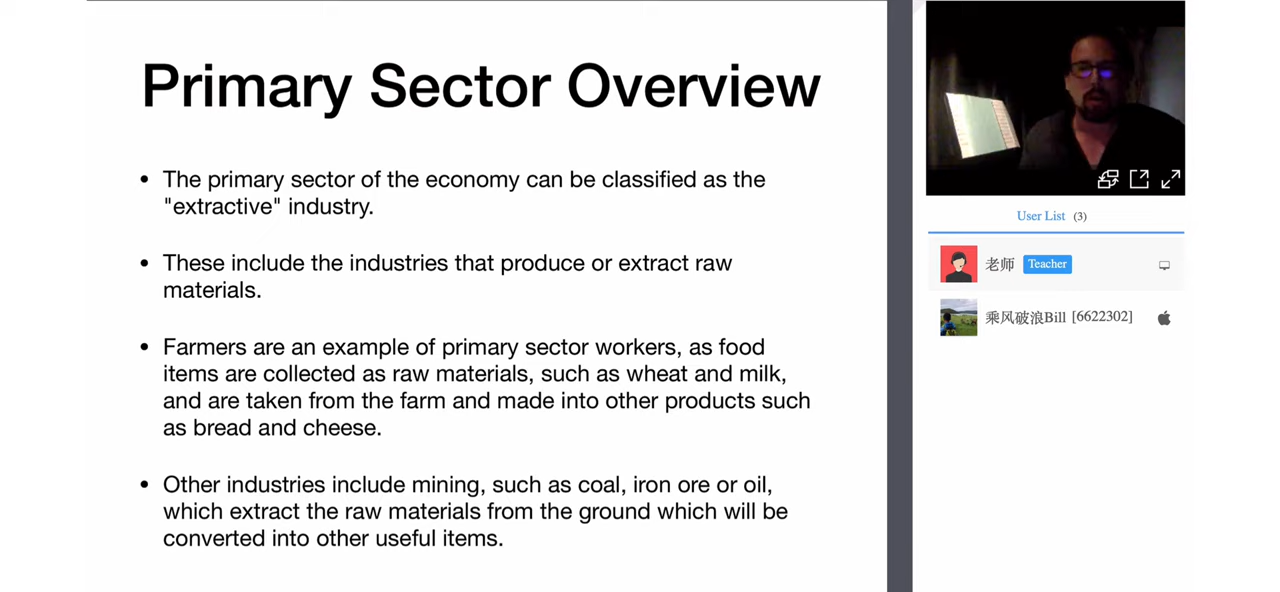 Primary Sector Overview
• The primary sector of the economy can be classified as the
"extractive" industry.
• These include the industries that produce or extract raw
materials.
• Farmers are an example of primary sector workers, as food
items are collected as raw materials, such as wheat and milk,
and are taken from the farm and made into other products such
as bread and cheese.
• Other industries include mining, such as coal, iron ore or oil,
which extract the raw materials from the ground which will be
converted into other useful items.
User List (3)
老师 Teacher
乘风破浪Bill [6622302]